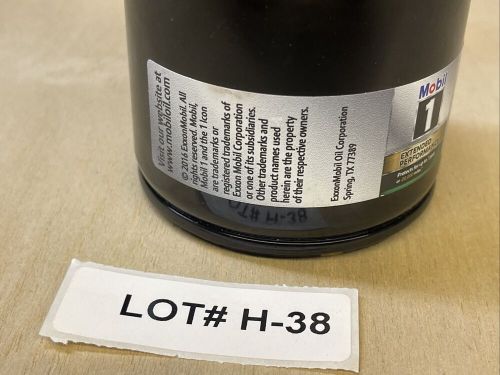 Visit our website at
www.mobiloil.com
© 2016 ExxonMobil. All
rights reserved. Mobil,
Mobil 1 and the 1 Icon
are trademarks or
registered trademarks of
Exxon Mobil Corporation
or one of its subsidiaries.
Other trademarks and
product names used
herein are the property
of their respective owners.
ExxonMobil Oil Corporation
Spring, TX 77389
Mobil
1
EXTENDED
PERFORMANCE
LOT# H-38